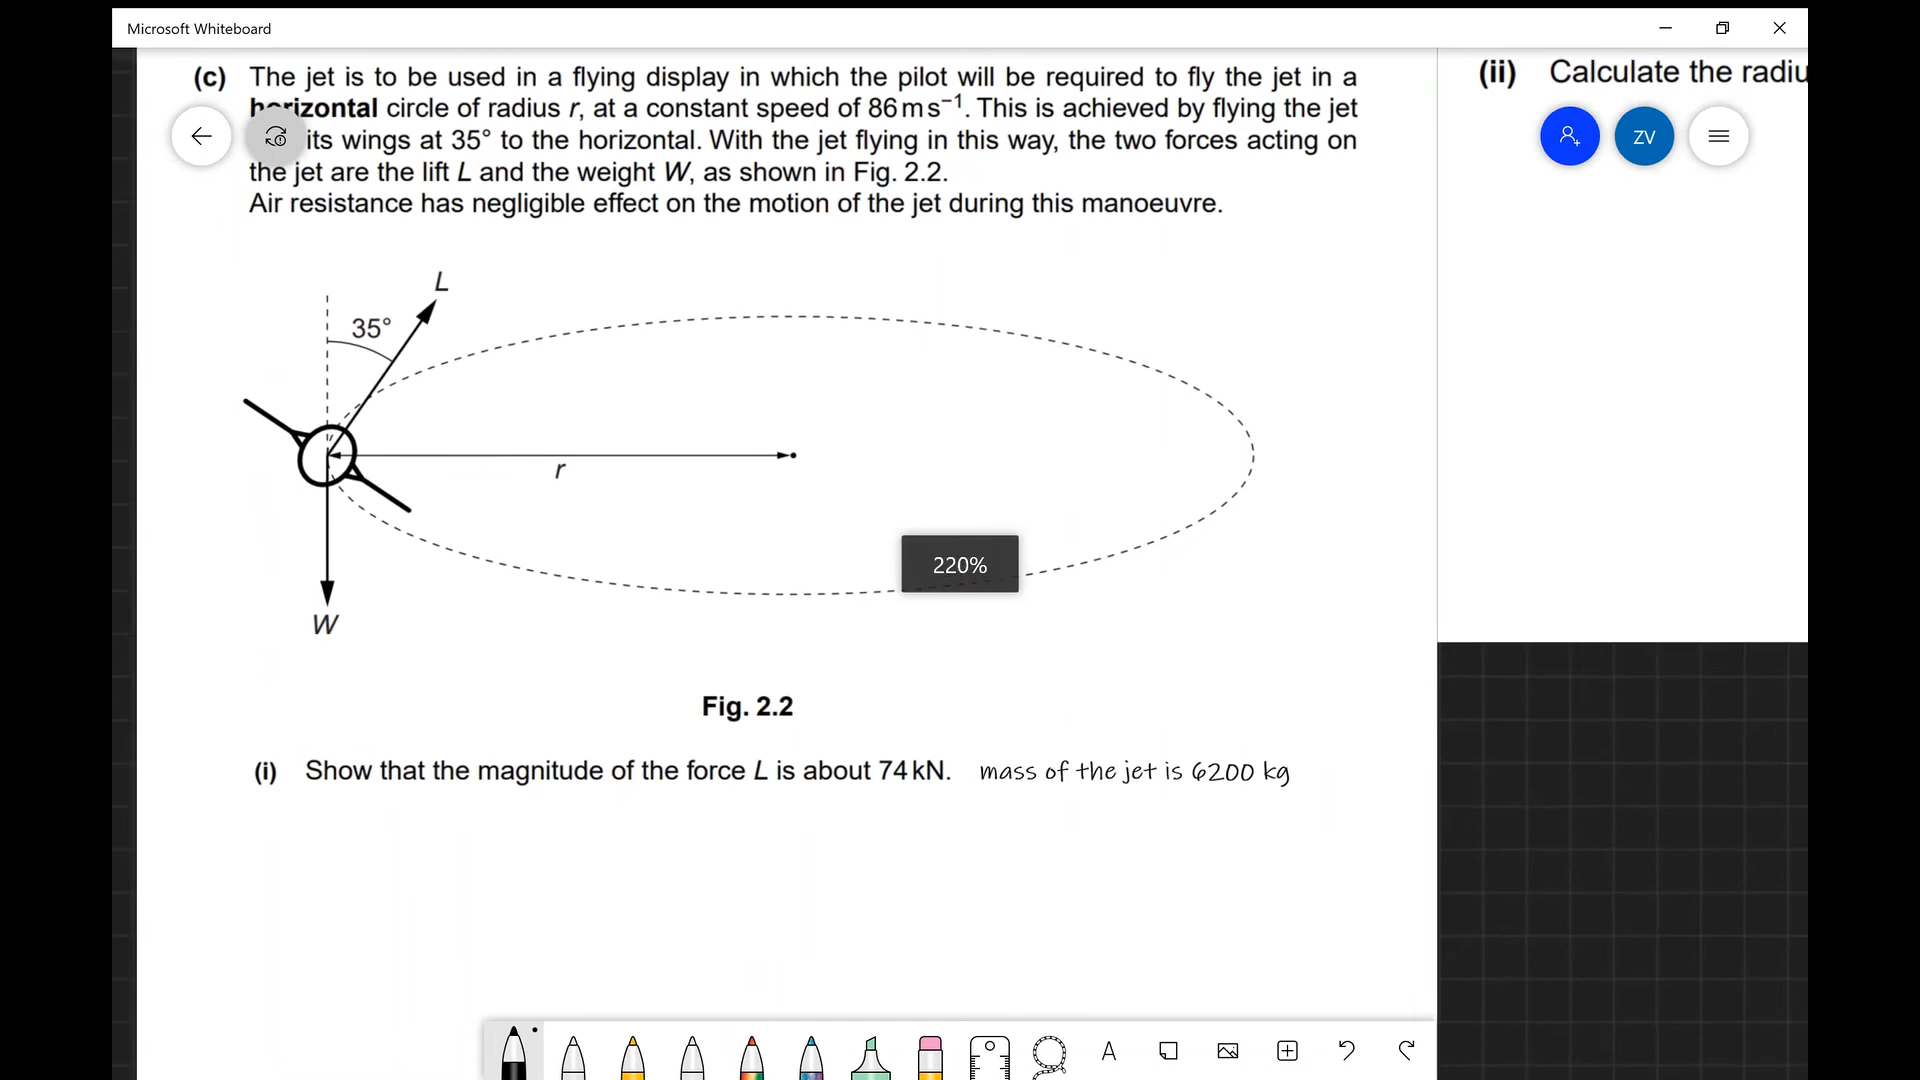 Microsoft Whiteboard
(c) The jet is to be used in a flying display in which the pilot will be required to fly the jet in a
horizontal circle of radius r, at a constant speed of 86 m s⁻¹. This is achieved by flying the jet
its wings at 35° to the horizontal. With the jet flying in this way, the two forces acting on
the jet are the lift L and the weight W, as shown in Fig. 2.2.
Air resistance has negligible effect on the motion of the jet during this manoeuvre.
(ii) Calculate the radiu
ZV
L
35°
r
220%
W
Fig. 2.2
(i) Show that the magnitude of the force L is about 74 kN. mass of the jet is 6200 kg
A